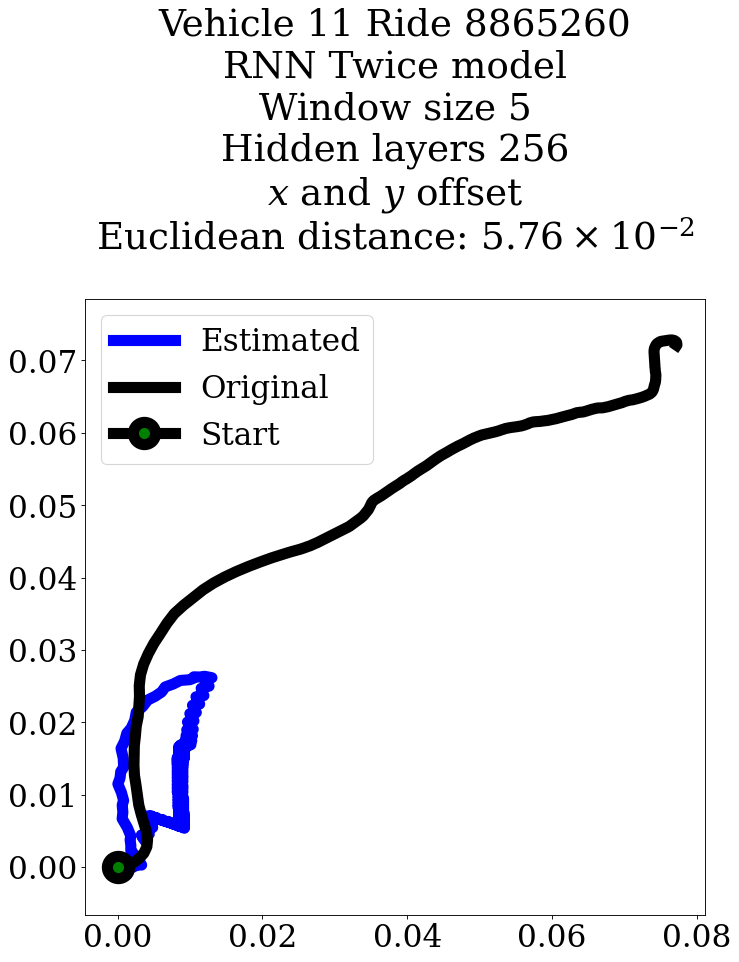 Vehicle 11 Ride 8865260
RNN Twice model
Window size 5
Hidden layers 256
x and y offset
Euclidean distance: 5.76 × 10⁻²
Estimated
Original
Start
0.07
0.06
0.05
0.04
0.03
0.02
0.01
0.00
0.00 0.02 0.04 0.06 0.08